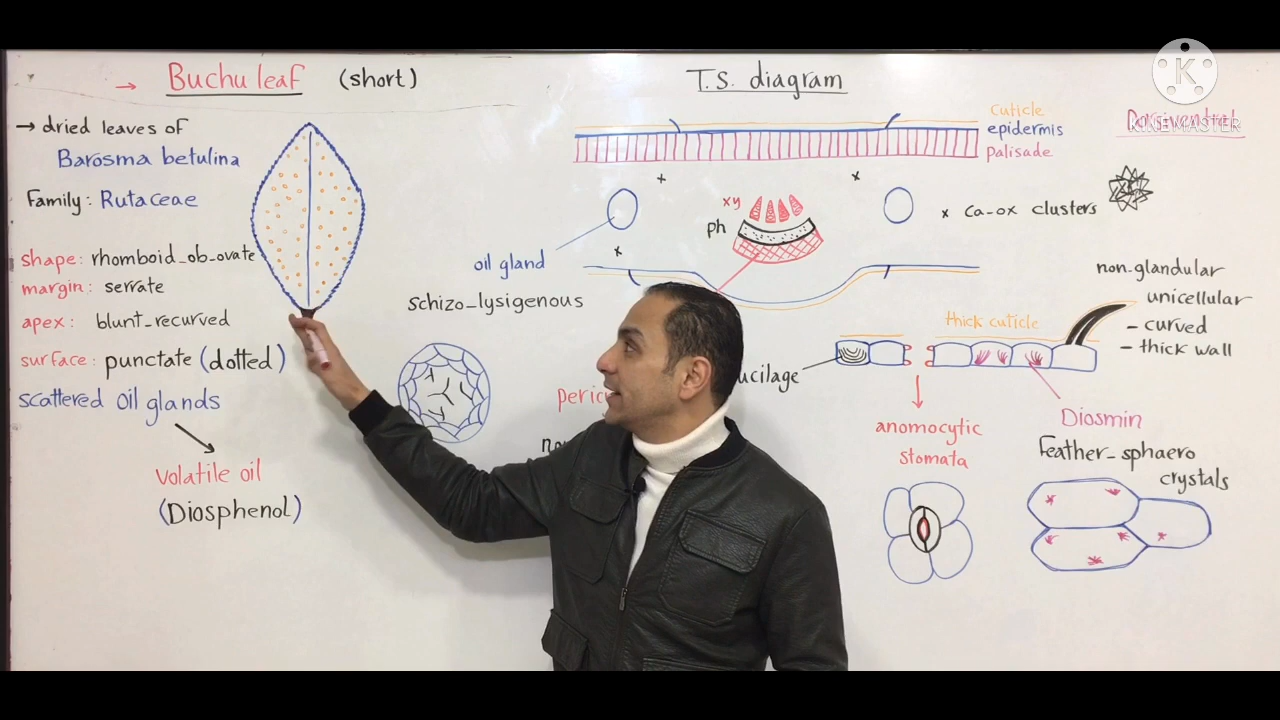 → Buchu leaf (short)
→ dried leaves of
Barosma betulina
Family: Rutaceae
shape: rhomboid_ob_ovate
margin: serrate
apex: blunt_recurved
surface: punctate (dotted)
scattered oil glands
Volatile oil
(Diosphenol)
T.S. diagram
Cuticle
epidermis
palisade
xy
ph
x ca-ox clusters
oil gland
schizo_lysigenous
non-glandular
unicellular
- curved
- thick wall
thick cuticle
anomocytic
stomata
Diosmin
Feather-sphaero
crystals
K
KINEMASTER